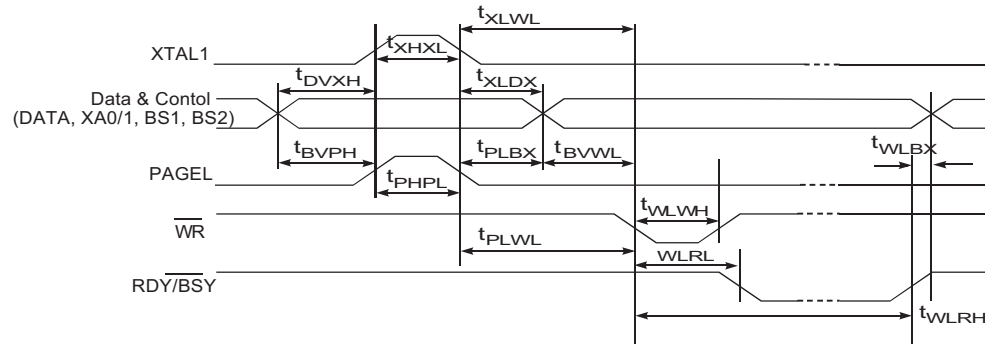 tXLWL
XTAL1
tXHXL
tDVXH
tXLDX
Data & Contol
(DATA, XA0/1, BS1, BS2)
tBVPH
tPLBX
tBVWL
tWLBX
PAGEL
tPHPL
tWLWH
WR
tPLWL
WLRL
RDY/BSY
tWLRH